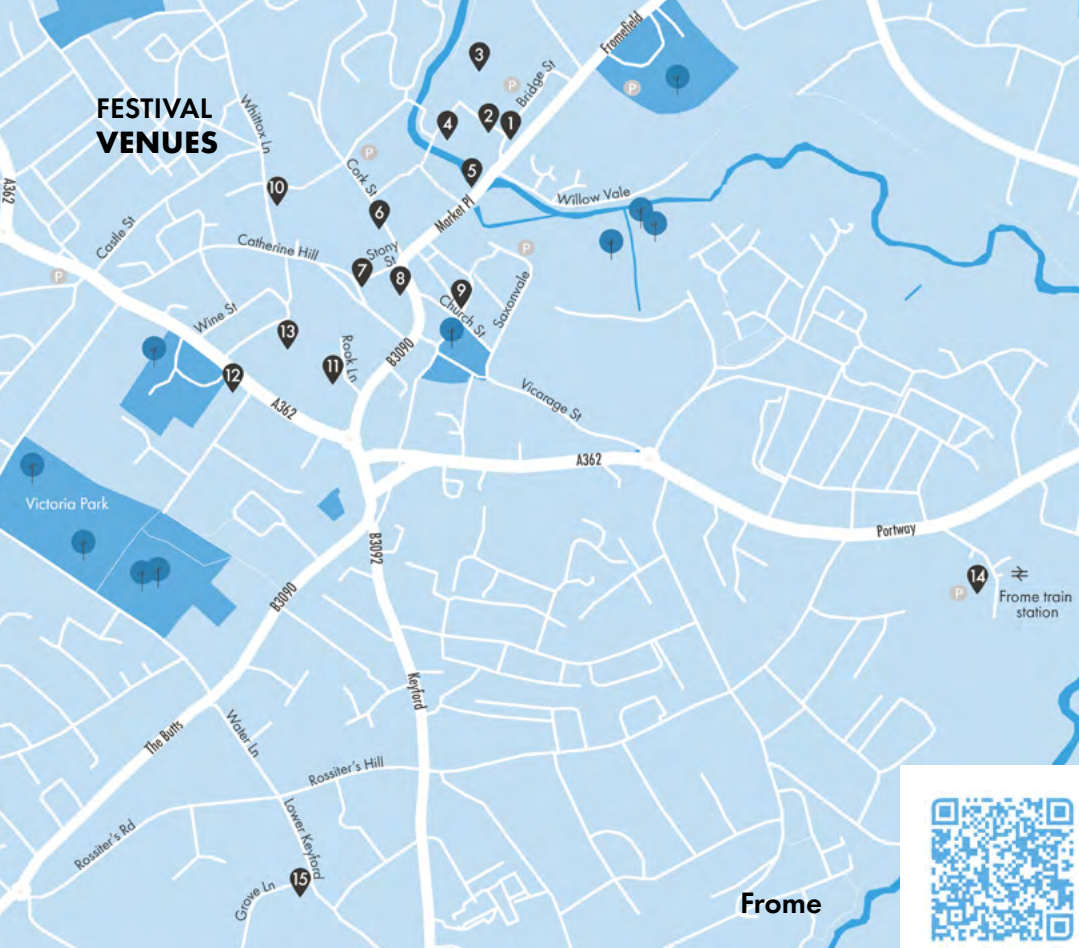 FESTIVAL
VENUES
Fromefield
3
P
P
Bridge St
2
1
4
Whittox Ln
P
Cork St
5
A362
10
Willow Vale
6
Market Pl
Castle St
Catherine Hill
Stony
St
P
7
8
P
9
Church St
Saxonvale
Wine St
13
Rook Ln
11
B3090
12
A362
Vicarage St
A362
Victoria Park
Portway
B3092
14
P
Frome train
station
B3090
Keyford
The Butts
Water Ln
Rossiter's Hill
Lower Keyford
Rossiter's Rd
15
Grove Ln
Frome